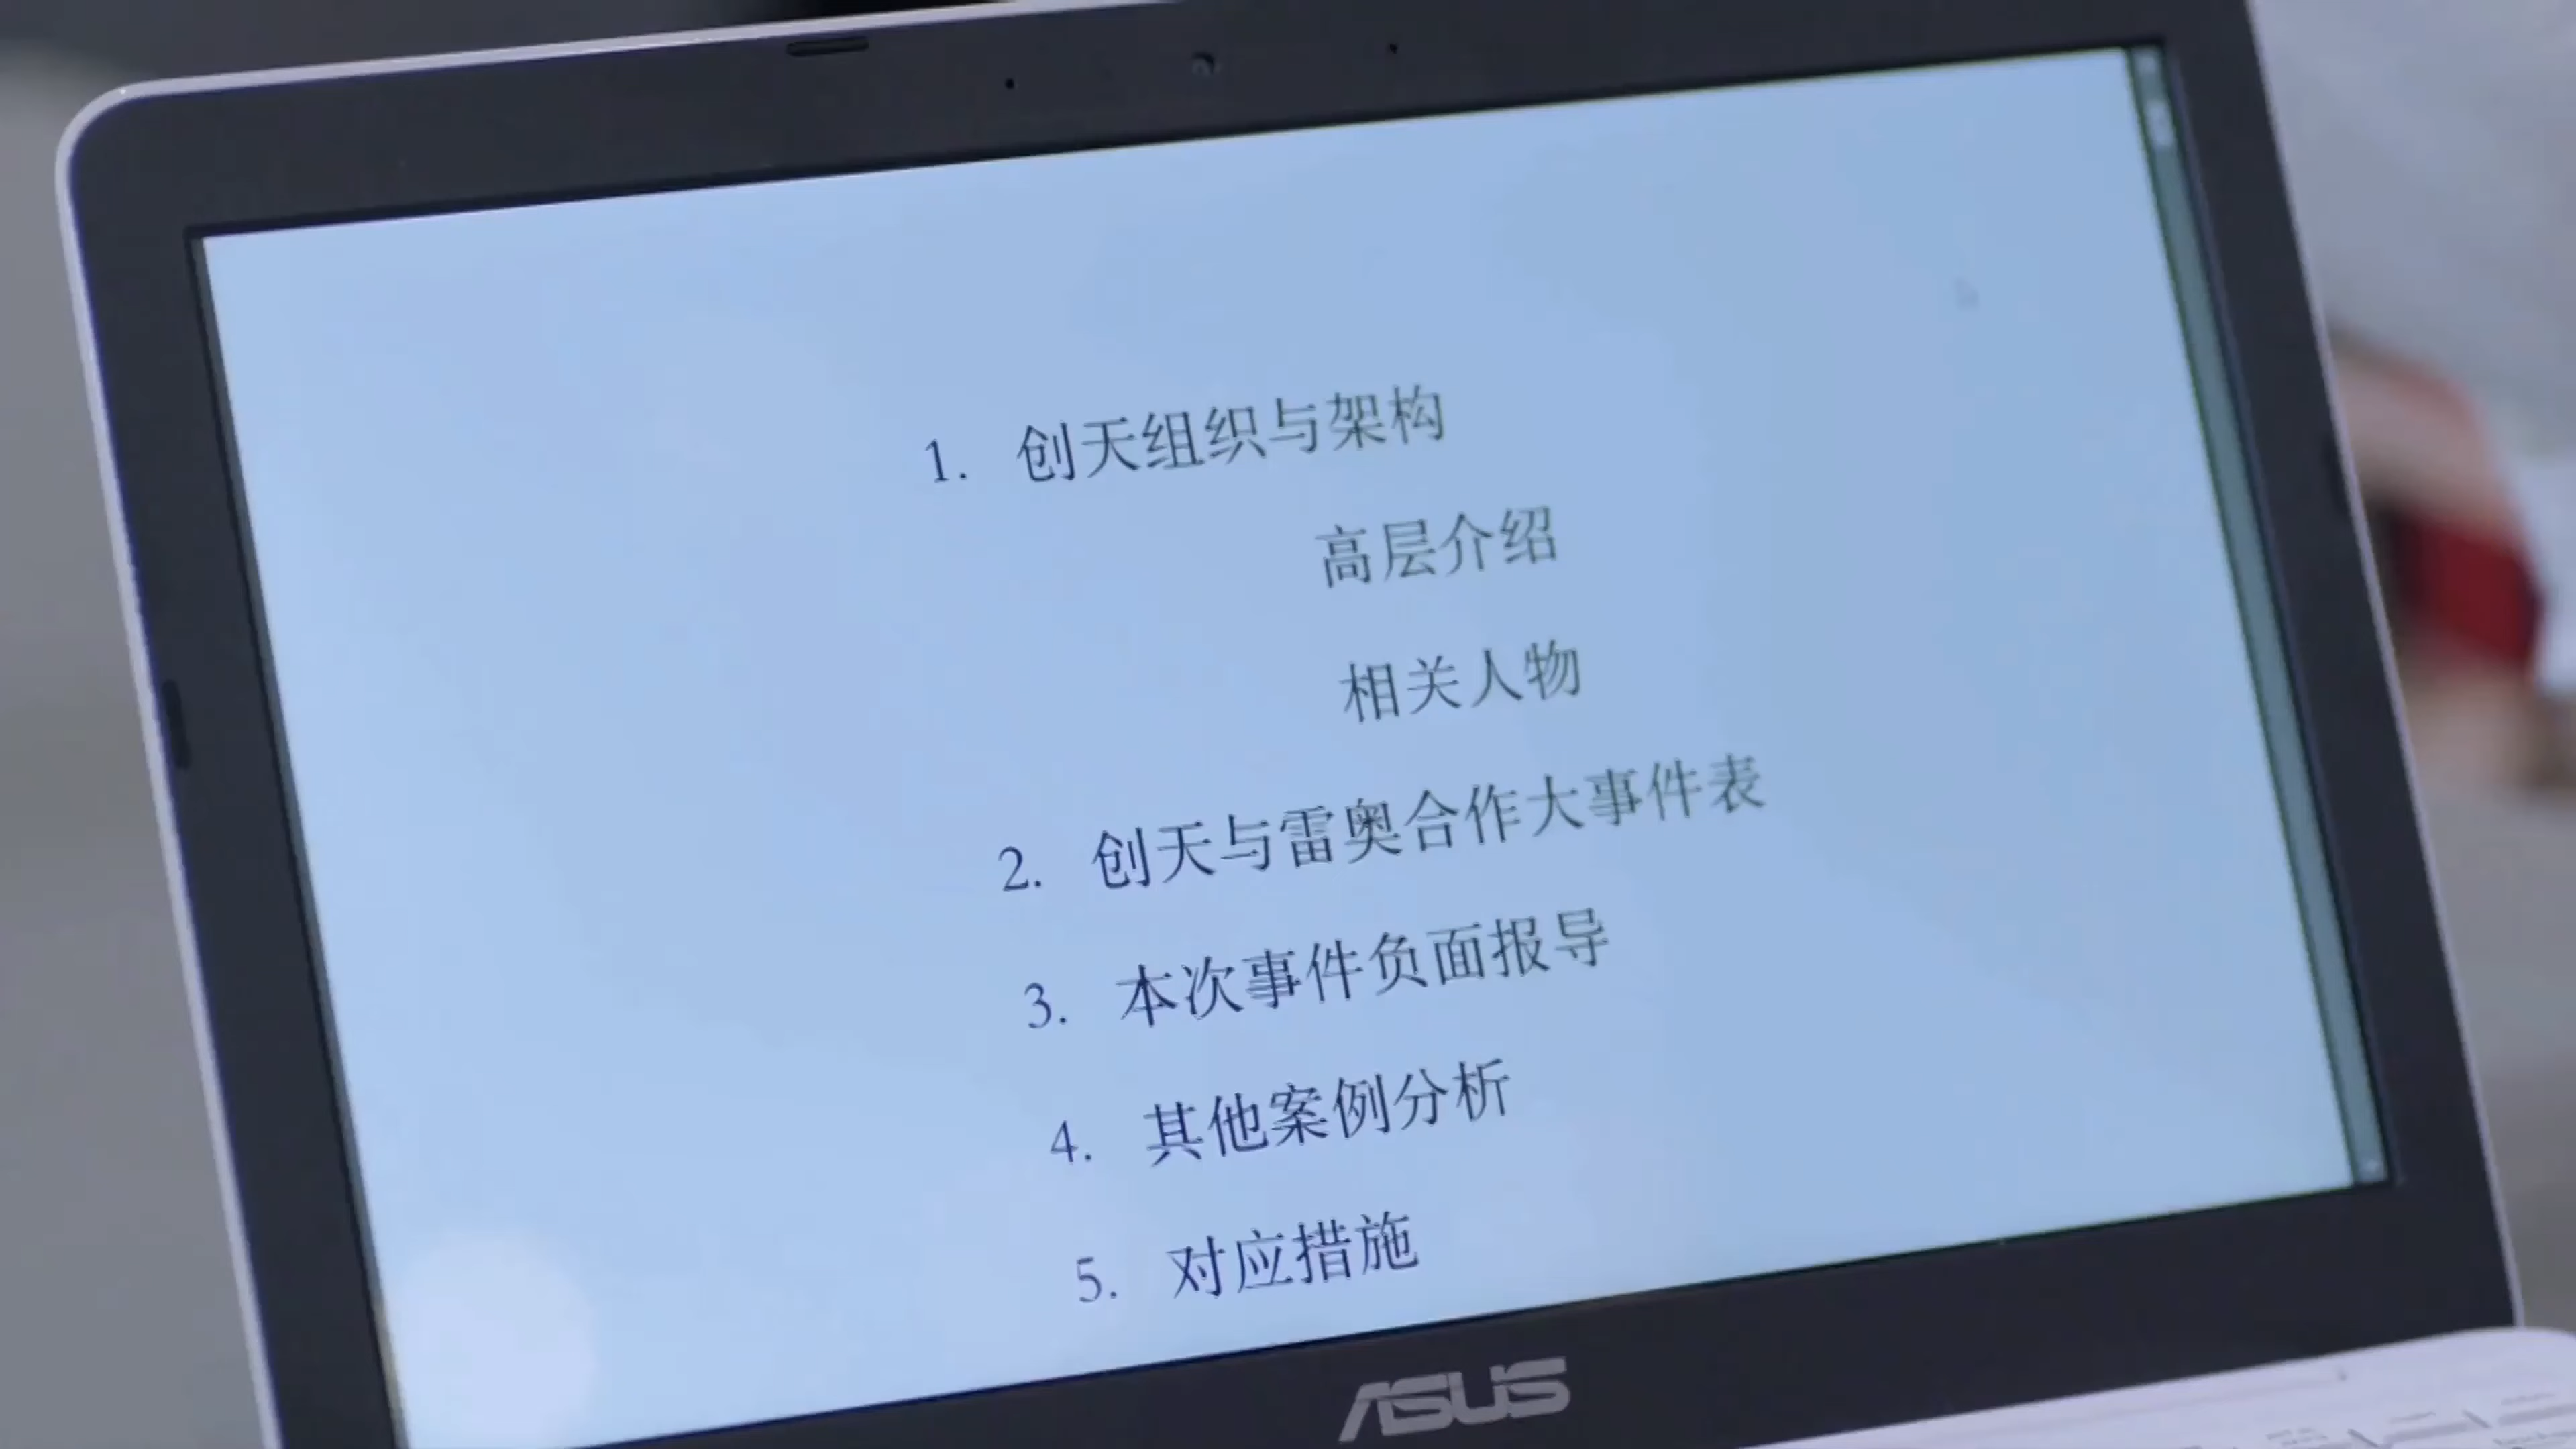 1. 创天组织与架构
高层介绍
相关人物
2. 创天与雷奥合作大事件表
3. 本次事件负面报导
4. 其他案例分析
5. 对应措施
ASUS